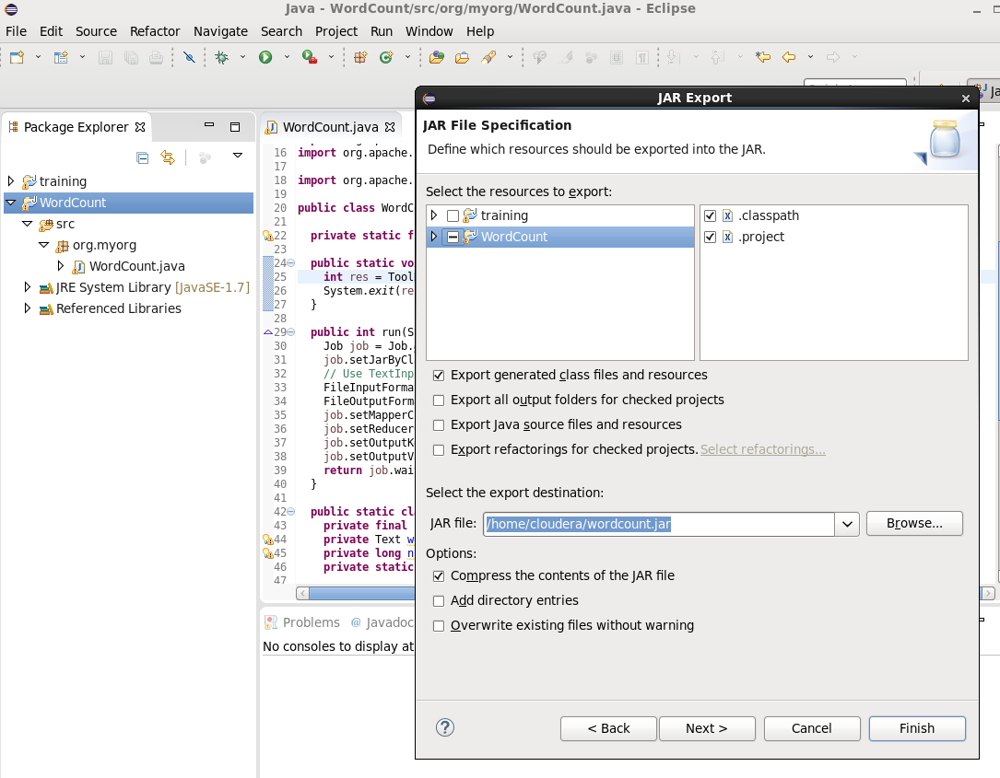 Java - WordCount/src/org/myorg/WordCount.java - Eclipse
File Edit Source Refactor Navigate Search Project Run Window Help
Package Explorer
training
WordCount
src
org.myorg
WordCount.java
JRE System Library [JavaSE-1.7]
Referenced Libraries
WordCount.java
16 import org.apache.
17
18 import org.apache.
19
20 public class WordC
21
22 private static f
23
24 public static vo
25 int res = Tool
26 System.exit(re
27 }
28
29 public int run(S
30 Job job = Job.
31 job.setJarByCl
32 // Use TextInp
33 FileInputForma
34 FileOutputForm
35 job.setMapperC
36 job.setReducer
37 job.setOutputK
38 job.setOutputV
39 return job.wai
40 }
41
42 public static cl
43 private final
44 private Text w
45 private long n
46 private static
47
Problems @ Javadoc
No consoles to display at
JAR Export
JAR File Specification
Define which resources should be exported into the JAR.
Select the resources to export:
training
WordCount
.classpath
.project
Export generated class files and resources
Export all output folders for checked projects
Export Java source files and resources
Export refactorings for checked projects. Select refactorings...
Select the export destination:
JAR file: /home/cloudera/wordcount.jar Browse...
Options:
Compress the contents of the JAR file
Add directory entries
Overwrite existing files without warning
? < Back Next > Cancel Finish